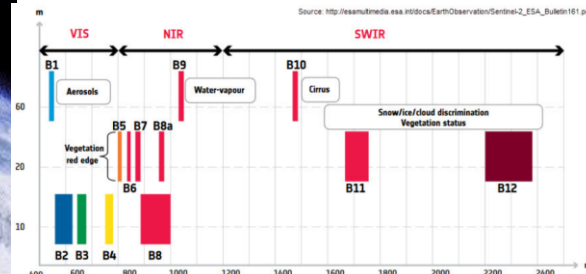 Source: http://esamultimedia.esa.int/docs/EarthObservation/Sentinel-2_ESA_Bulletin161.p
m
VIS NIR SWIR
B1 B9 B10
Aerosols Water-vapour Cirrus
60
Snow/ice/cloud discrimination
Vegetation status
B5 B7 B8a
Vegetation
red edge
20
B6 B11 B12
10
B2 B3 B4 B8
600 800 1000 1200 1400 1600 1800 2000 2200 2400